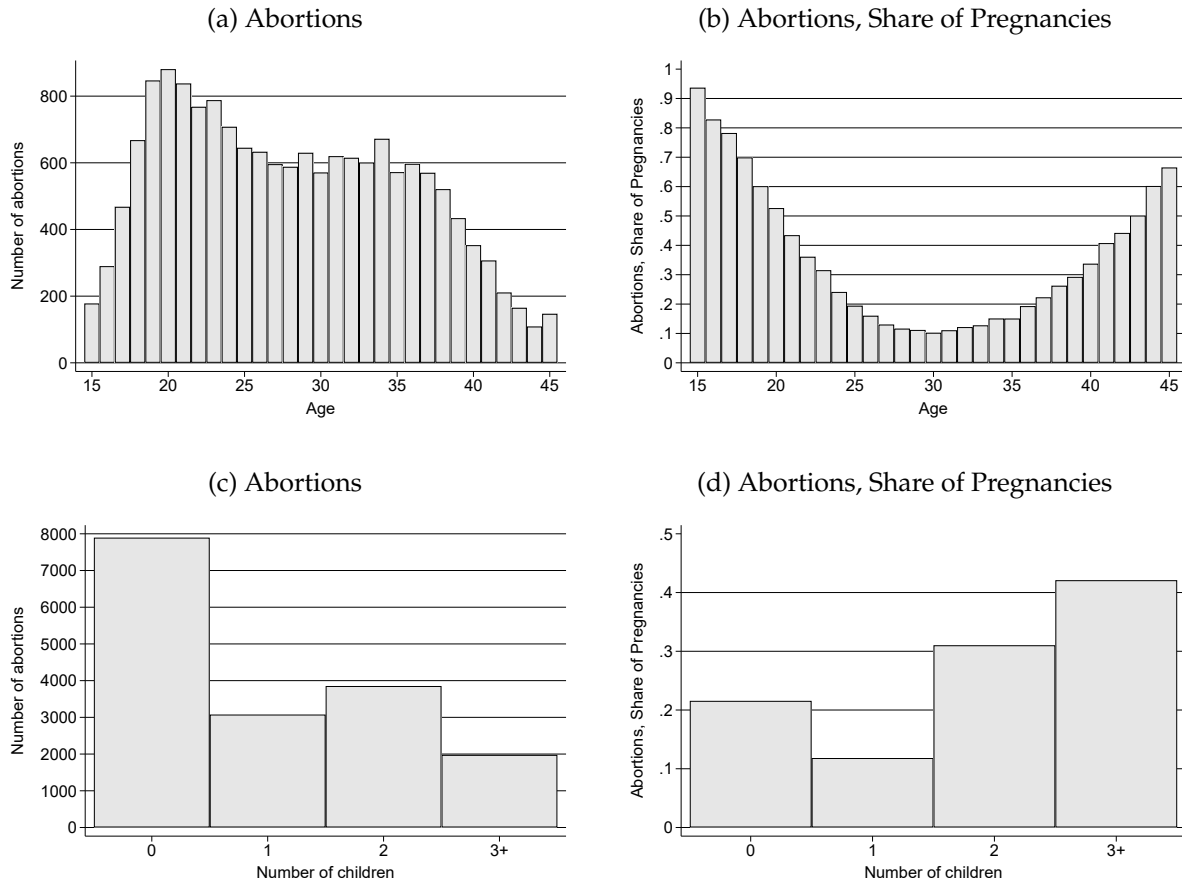 (a) Abortions
Number of abortions
800
600
400
200
0
15 20 25 30 35 40 45
Age
(b) Abortions, Share of Pregnancies
Abortions, Share of Pregnancies
1
.9
.8
.7
.6
.5
.4
.3
.2
.1
0
15 20 25 30 35 40 45
Age
(c) Abortions
Number of abortions
8000
7000
6000
5000
4000
3000
2000
1000
0
0 1 2 3+
Number of children
(d) Abortions, Share of Pregnancies
Abortions, Share of Pregnancies
.5
.4
.3
.2
.1
0
0 1 2 3+
Number of children